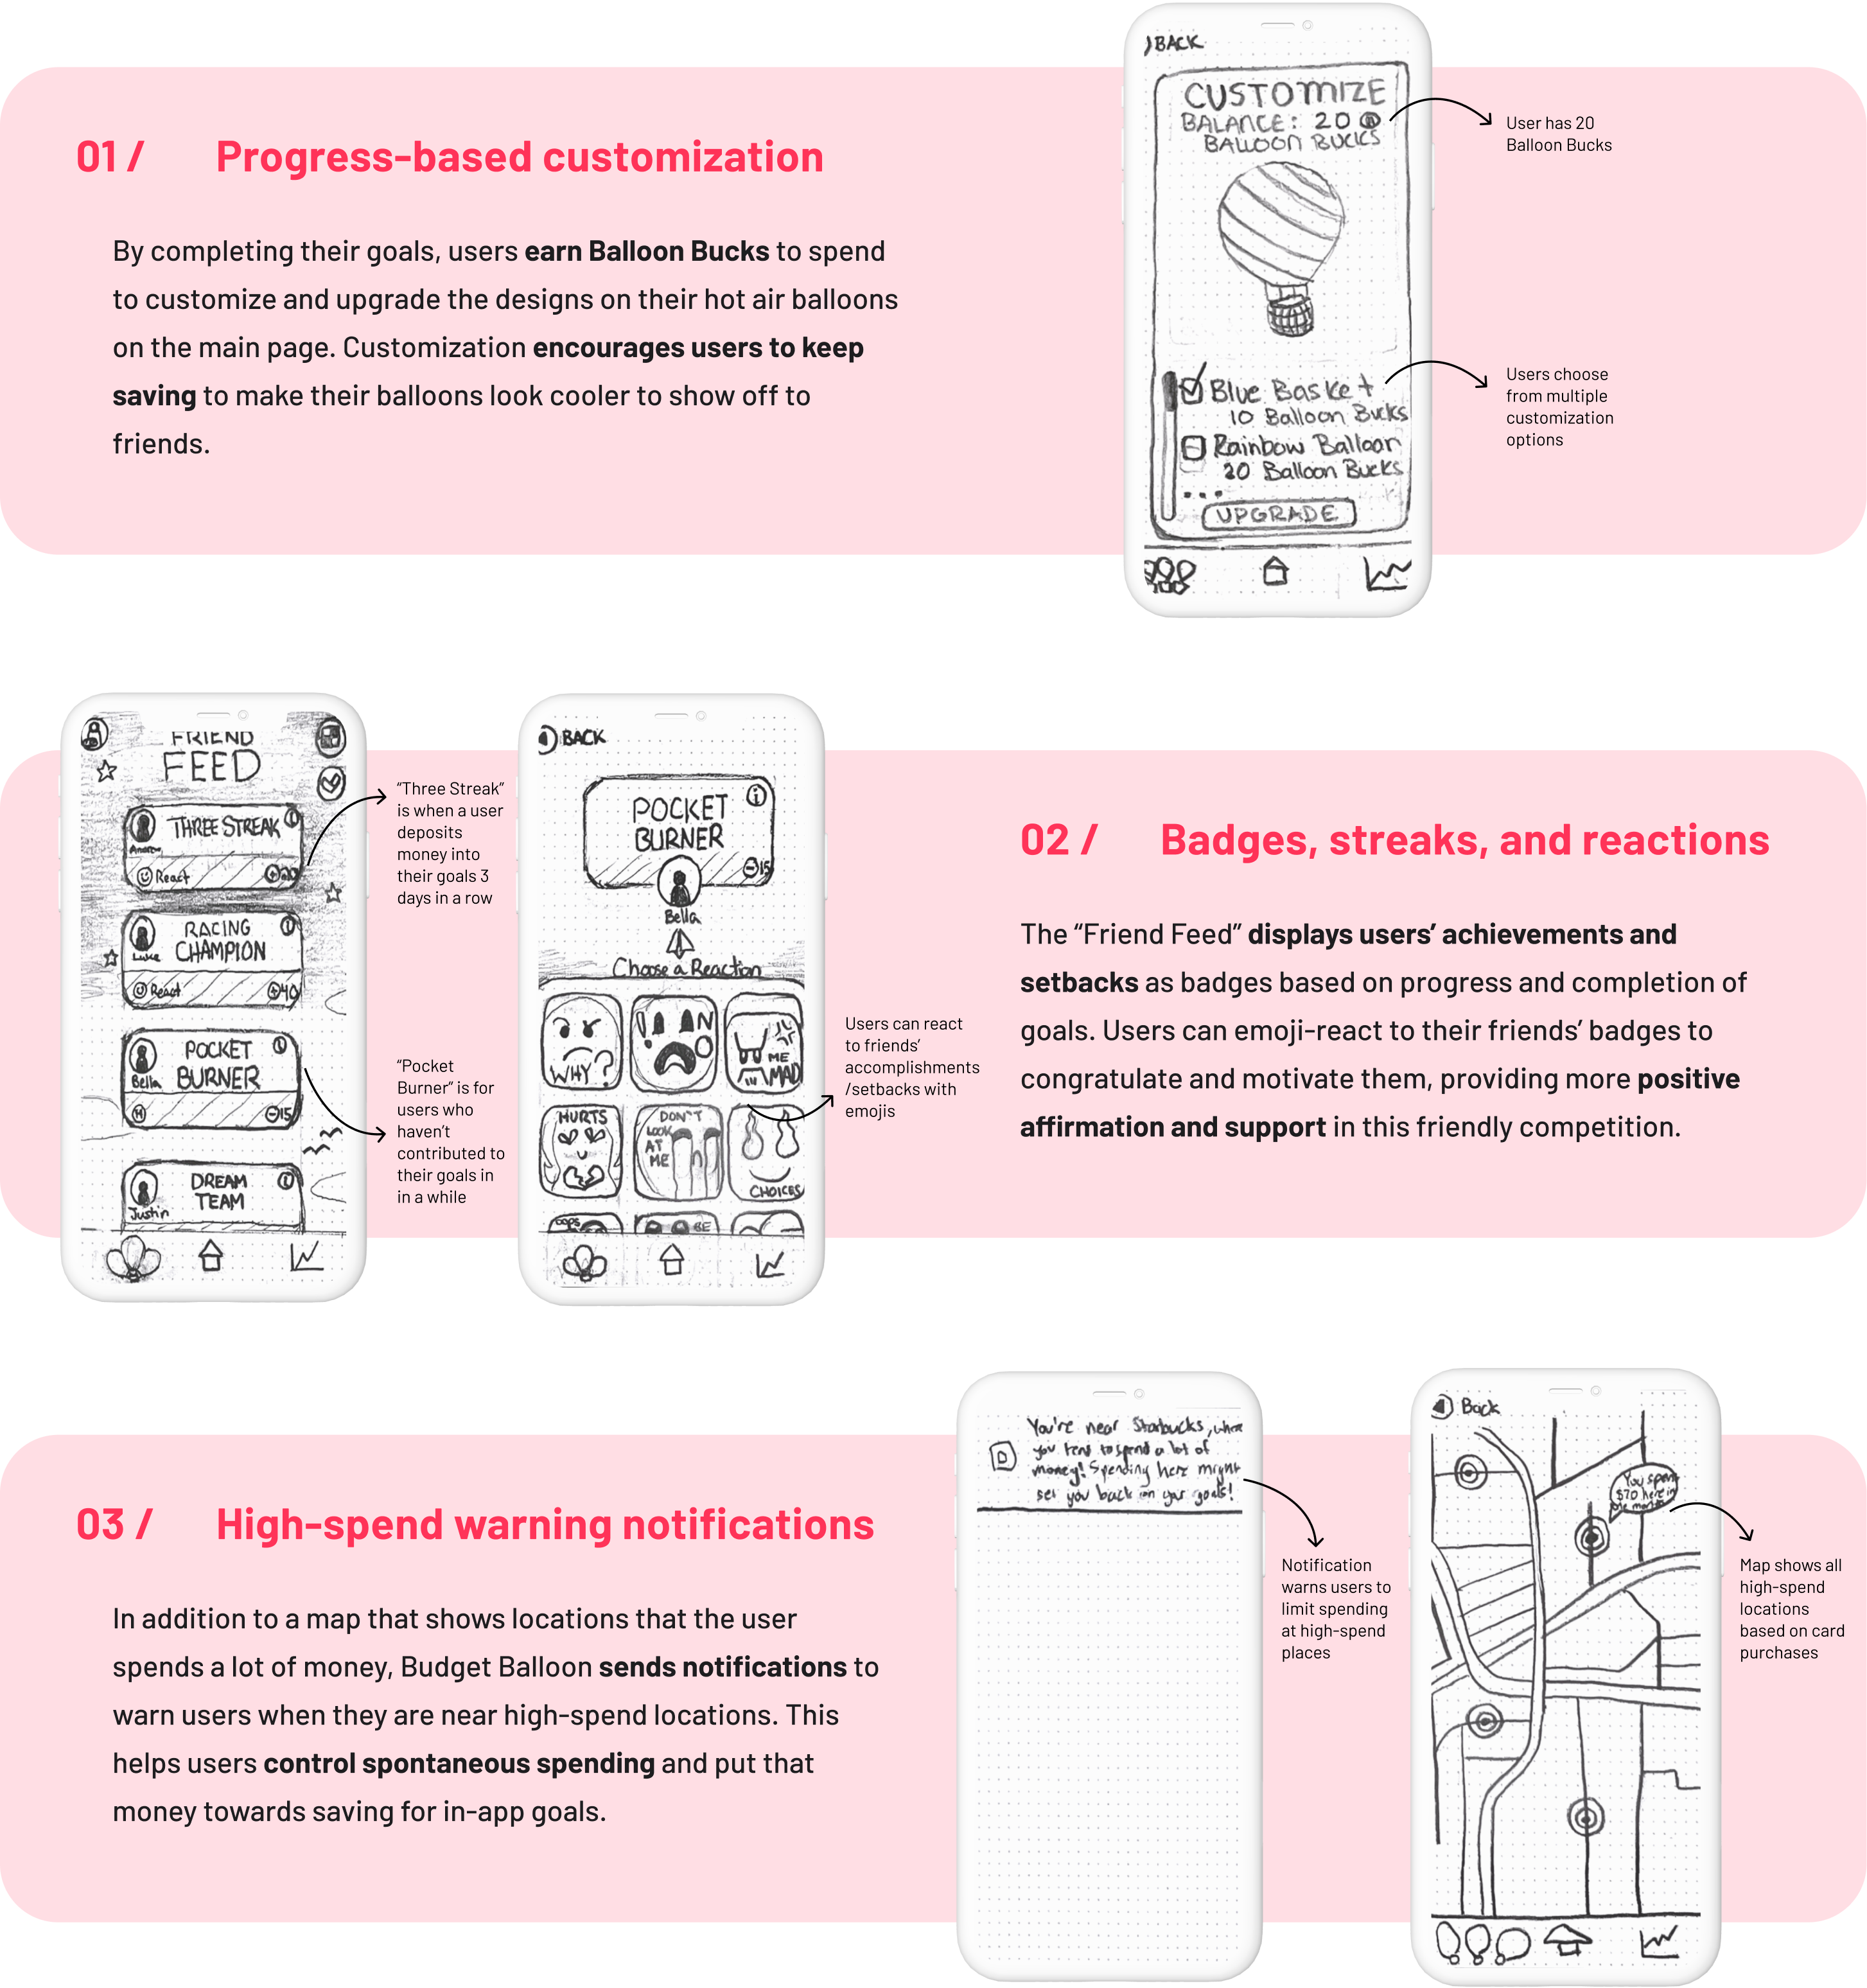 01 /
Progress-based customization
By completing their goals, users earn Balloon Bucks to spend
to customize and upgrade the designs on their hot air balloons
on the main page. Customization encourages users to keep
saving to make their balloons look cooler to show off to
friends.
BACK
CUSTOMIZE
BALANCE: 20 B
BALLOON BUCKS
Blue Basket
10 Balloon Bucks
Rainbow Balloon
20 Balloon Bucks
...
UPGRADE
User has 20
Balloon Bucks
Users choose
from multiple
customization
options
FRIEND
FEED
THREE STREAK
Andrew
React
+20
RACING
CHAMPION
Luke
React
+40
POCKET
BURNER
Bella
-15
DREAM
TEAM
Justin
“Three Streak”
is when a user
deposits
money into
their goals 3
days in a row
“Pocket
Burner” is for
users who
haven’t
contributed to
their goals in
in a while
BACK
POCKET
BURNER
-15
Bella
Choose a Reaction
WHY?
! NO
ME
MAD
HURTS
DON'T
LOOK
AT
ME
CHOICES
OOPS
BE
Users can react
to friends’
accomplishments
/setbacks with
emojis
02 /
Badges, streaks, and reactions
The “Friend Feed” displays users’ achievements and
setbacks as badges based on progress and completion of
goals. Users can emoji-react to their friends’ badges to
congratulate and motivate them, providing more positive
affirmation and support in this friendly competition.
03 /
High-spend warning notifications
In addition to a map that shows locations that the user
spends a lot of money, Budget Balloon sends notifications to
warn users when they are near high-spend locations. This
helps users control spontaneous spending and put that
money towards saving for in-app goals.
You're near Starbucks, where
you tend to spend a lot of
money! Spending here might
set you back on your goals!
Notification
warns users to
limit spending
at high-spend
places
Back
You spent
$70 here in
one month
Map shows all
high-spend
locations
based on card
purchases